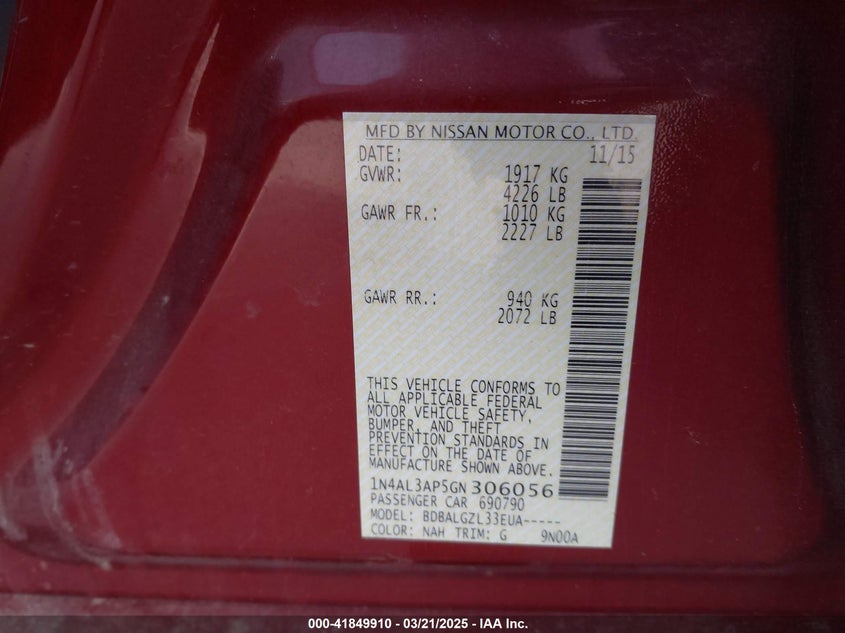 MFD BY NISSAN MOTOR CO., LTD.
DATE: 11/15
GVWR: 1917 KG
4226 LB
GAWR FR.: 1010 KG
2227 LB
GAWR RR.: 940 KG
2072 LB
THIS VEHICLE CONFORMS TO
ALL APPLICABLE FEDERAL
MOTOR VEHICLE SAFETY,
BUMPER, AND THEFT
PREVENTION STANDARDS IN
EFFECT ON THE DATE OF
MANUFACTURE SHOWN ABOVE.
1N4AL3AP5GN306056
PASSENGER CAR 690790
MODEL: BDBALGZL33EUA-----
COLOR: NAH TRIM: G 9N00A
000-41849910 - 03/21/2025 - IAA Inc.